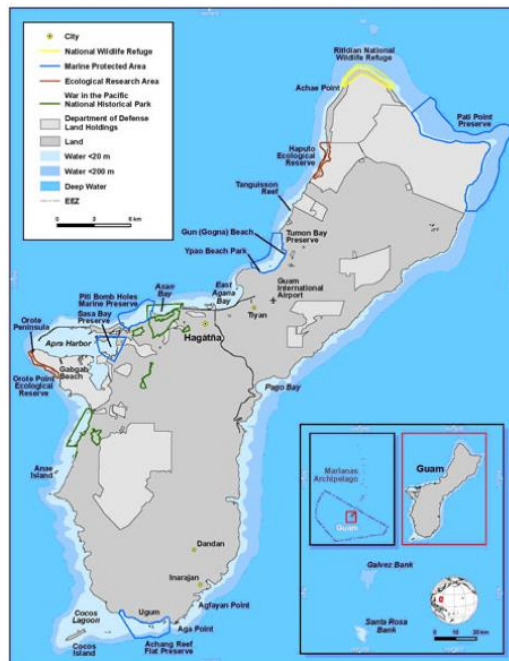 City
National Wildlife Refuge
Marine Protected Area
Ecological Research Area
War in the Pacific
National Historical Park
Department of Defense
Land Holdings
Land
Water <20 m
Water <200 m
Deep Water
EEZ
0 3 6 km
Ritidian National
Wildlife Refuge
Achae Point
Pati Point
Preserve
Haputo Ecological
Reserve
Tanguisson
Reef
Gun (Gogna) Beach
Tumon Bay
Preserve
Ypao Beach Park
East
Agana
Bay
Guam
International
Airport
Tiyan
Asan
Bay
Piti Bomb Holes
Marine Preserve
Sasa Bay
Preserve
Orote
Peninsula
Apra Harbor
Hagåtña
Gabgab
Beach
Orote Point
Ecological
Reserve
Pago Bay
Anae
Island
Marianas
Archipelago
Guam
Guam
Dandan
Galvez Bank
Inarajan
Agfayan Point
Ugum
Aga Point
Cocos
Lagoon
Santa Rosa
Bank
Cocos
Island
Achang Reef
Flat Preserve
0 10 20 km